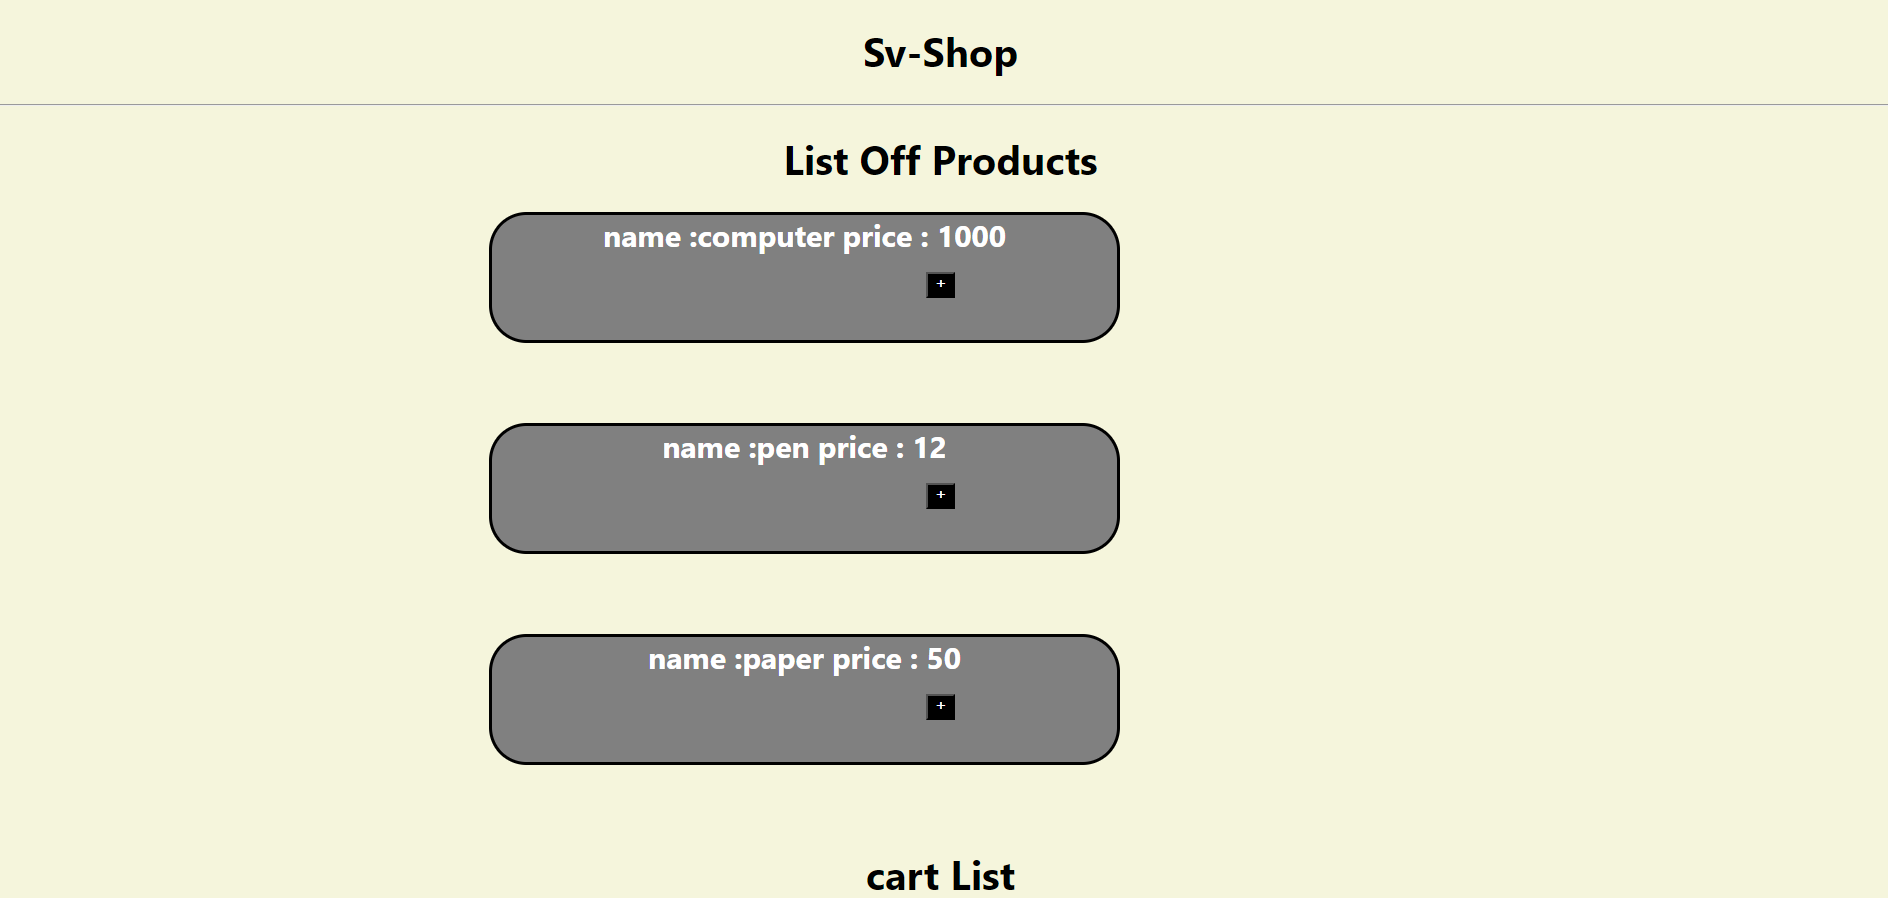 Sv-Shop
List Off Products
name :computer price : 1000
+
name :pen price : 12
+
name :paper price : 50
+
cart List